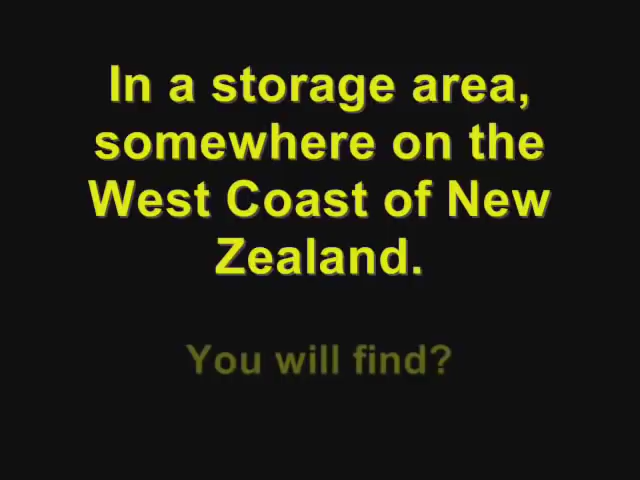 In a storage area,
somewhere on the
West Coast of New
Zealand.
You will find?